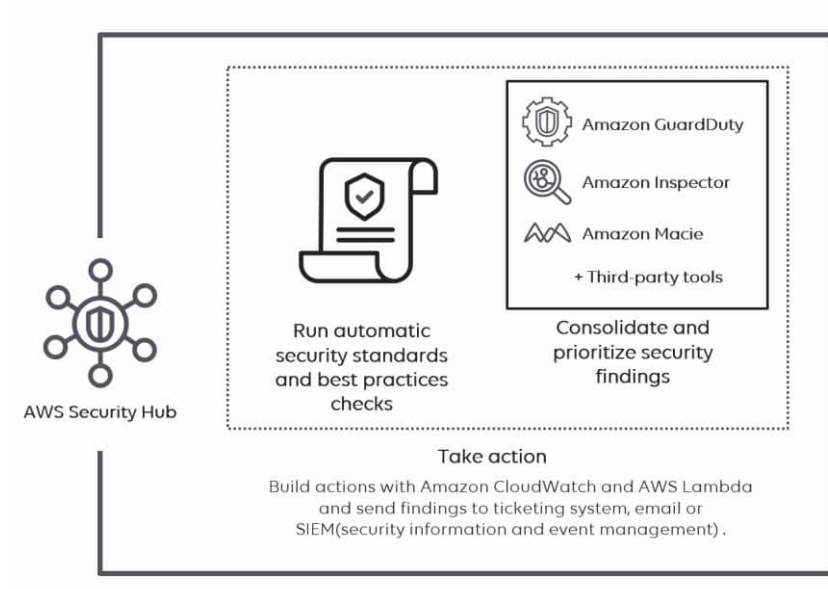 Amazon GuardDuty
Amazon Inspector
Amazon Macie
+ Third-party tools
Run automatic
security standards
and best practices
checks
Consolidate and
prioritize security
findings
AWS Security Hub
Take action
Build actions with Amazon CloudWatch and AWS Lambda
and send findings to ticketing system, email or
SIEM(security information and event management) .